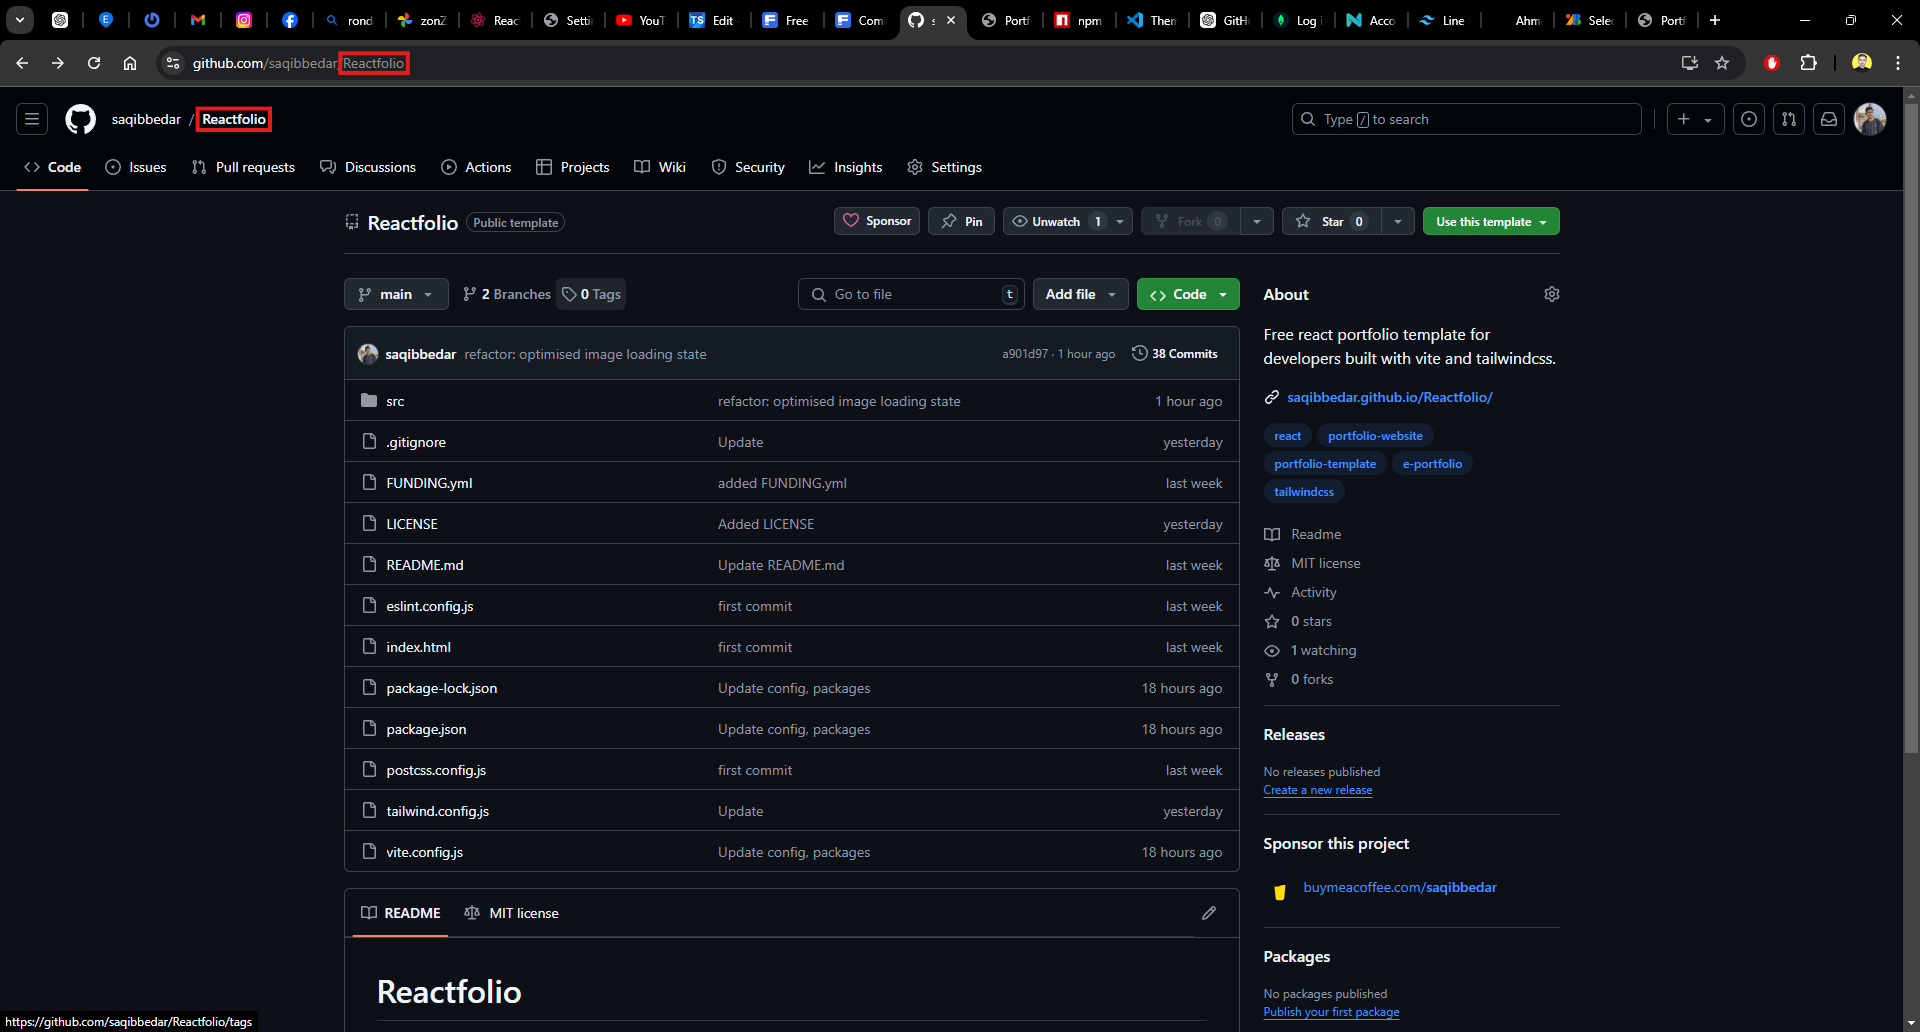 rond
zonZ
Reac
Settin
YouT
TS
Edit
Free
Com
s
Portf
npm
Them
GitHu
Log i
Acco
Line
Ahm
Selec
Portf
github.com/saqibbedar/Reactfolio
saqibbedar / Reactfolio
Type / to search
Code
Issues
Pull requests
Discussions
Actions
Projects
Wiki
Security
Insights
Settings
Reactfolio Public template
Sponsor
Pin
Unwatch 1
Fork 0
Star 0
Use this template
main
2 Branches
0 Tags
Go to file t
Add file
Code
saqibbedar refactor: optimised image loading state a901d97 · 1 hour ago 38 Commits
src refactor: optimised image loading state 1 hour ago
.gitignore Update yesterday
FUNDING.yml added FUNDING.yml last week
LICENSE Added LICENSE yesterday
README.md Update README.md last week
eslint.config.js first commit last week
index.html first commit last week
package-lock.json Update config, packages 18 hours ago
package.json Update config, packages 18 hours ago
postcss.config.js first commit last week
tailwind.config.js Update yesterday
vite.config.js Update config, packages 18 hours ago
README
MIT license
Reactfolio
About
Free react portfolio template for
developers built with vite and tailwindcss.
saqibbedar.github.io/Reactfolio/
react portfolio-website
portfolio-template e-portfolio
tailwindcss
Readme
MIT license
Activity
0 stars
1 watching
0 forks
Releases
No releases published
Create a new release
Sponsor this project
buymeacoffee.com/saqibbedar
Packages
No packages published
Publish your first package
https://github.com/saqibbedar/Reactfolio/tags